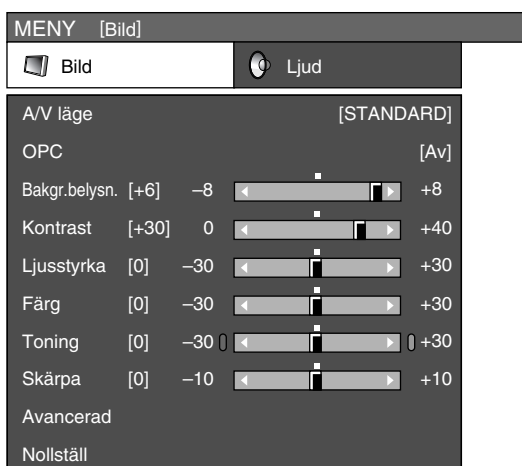 MENY [Bild]
Bild Ljud
A/V läge [STANDARD]
OPC [Av]
Bakgr.belysn. [+6] –8 +8
Kontrast [+30] 0 +40
Ljusstyrka [0] –30 +30
Färg [0] –30 +30
Toning [0] –30 +30
Skärpa [0] –10 +10
Avancerad
Nollställ